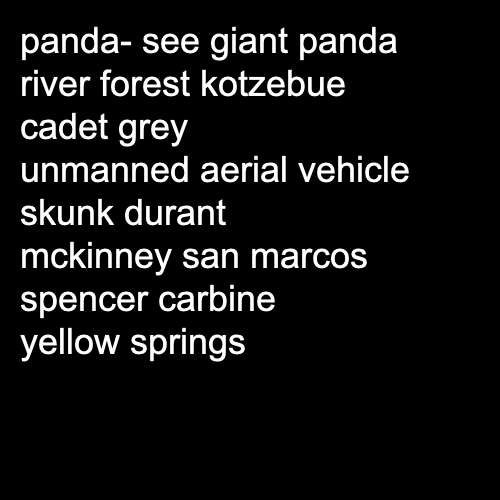 panda- see giant panda
river forest kotzebue
cadet grey
unmanned aerial vehicle
skunk durant
mckinney san marcos
spencer carbine
yellow springs